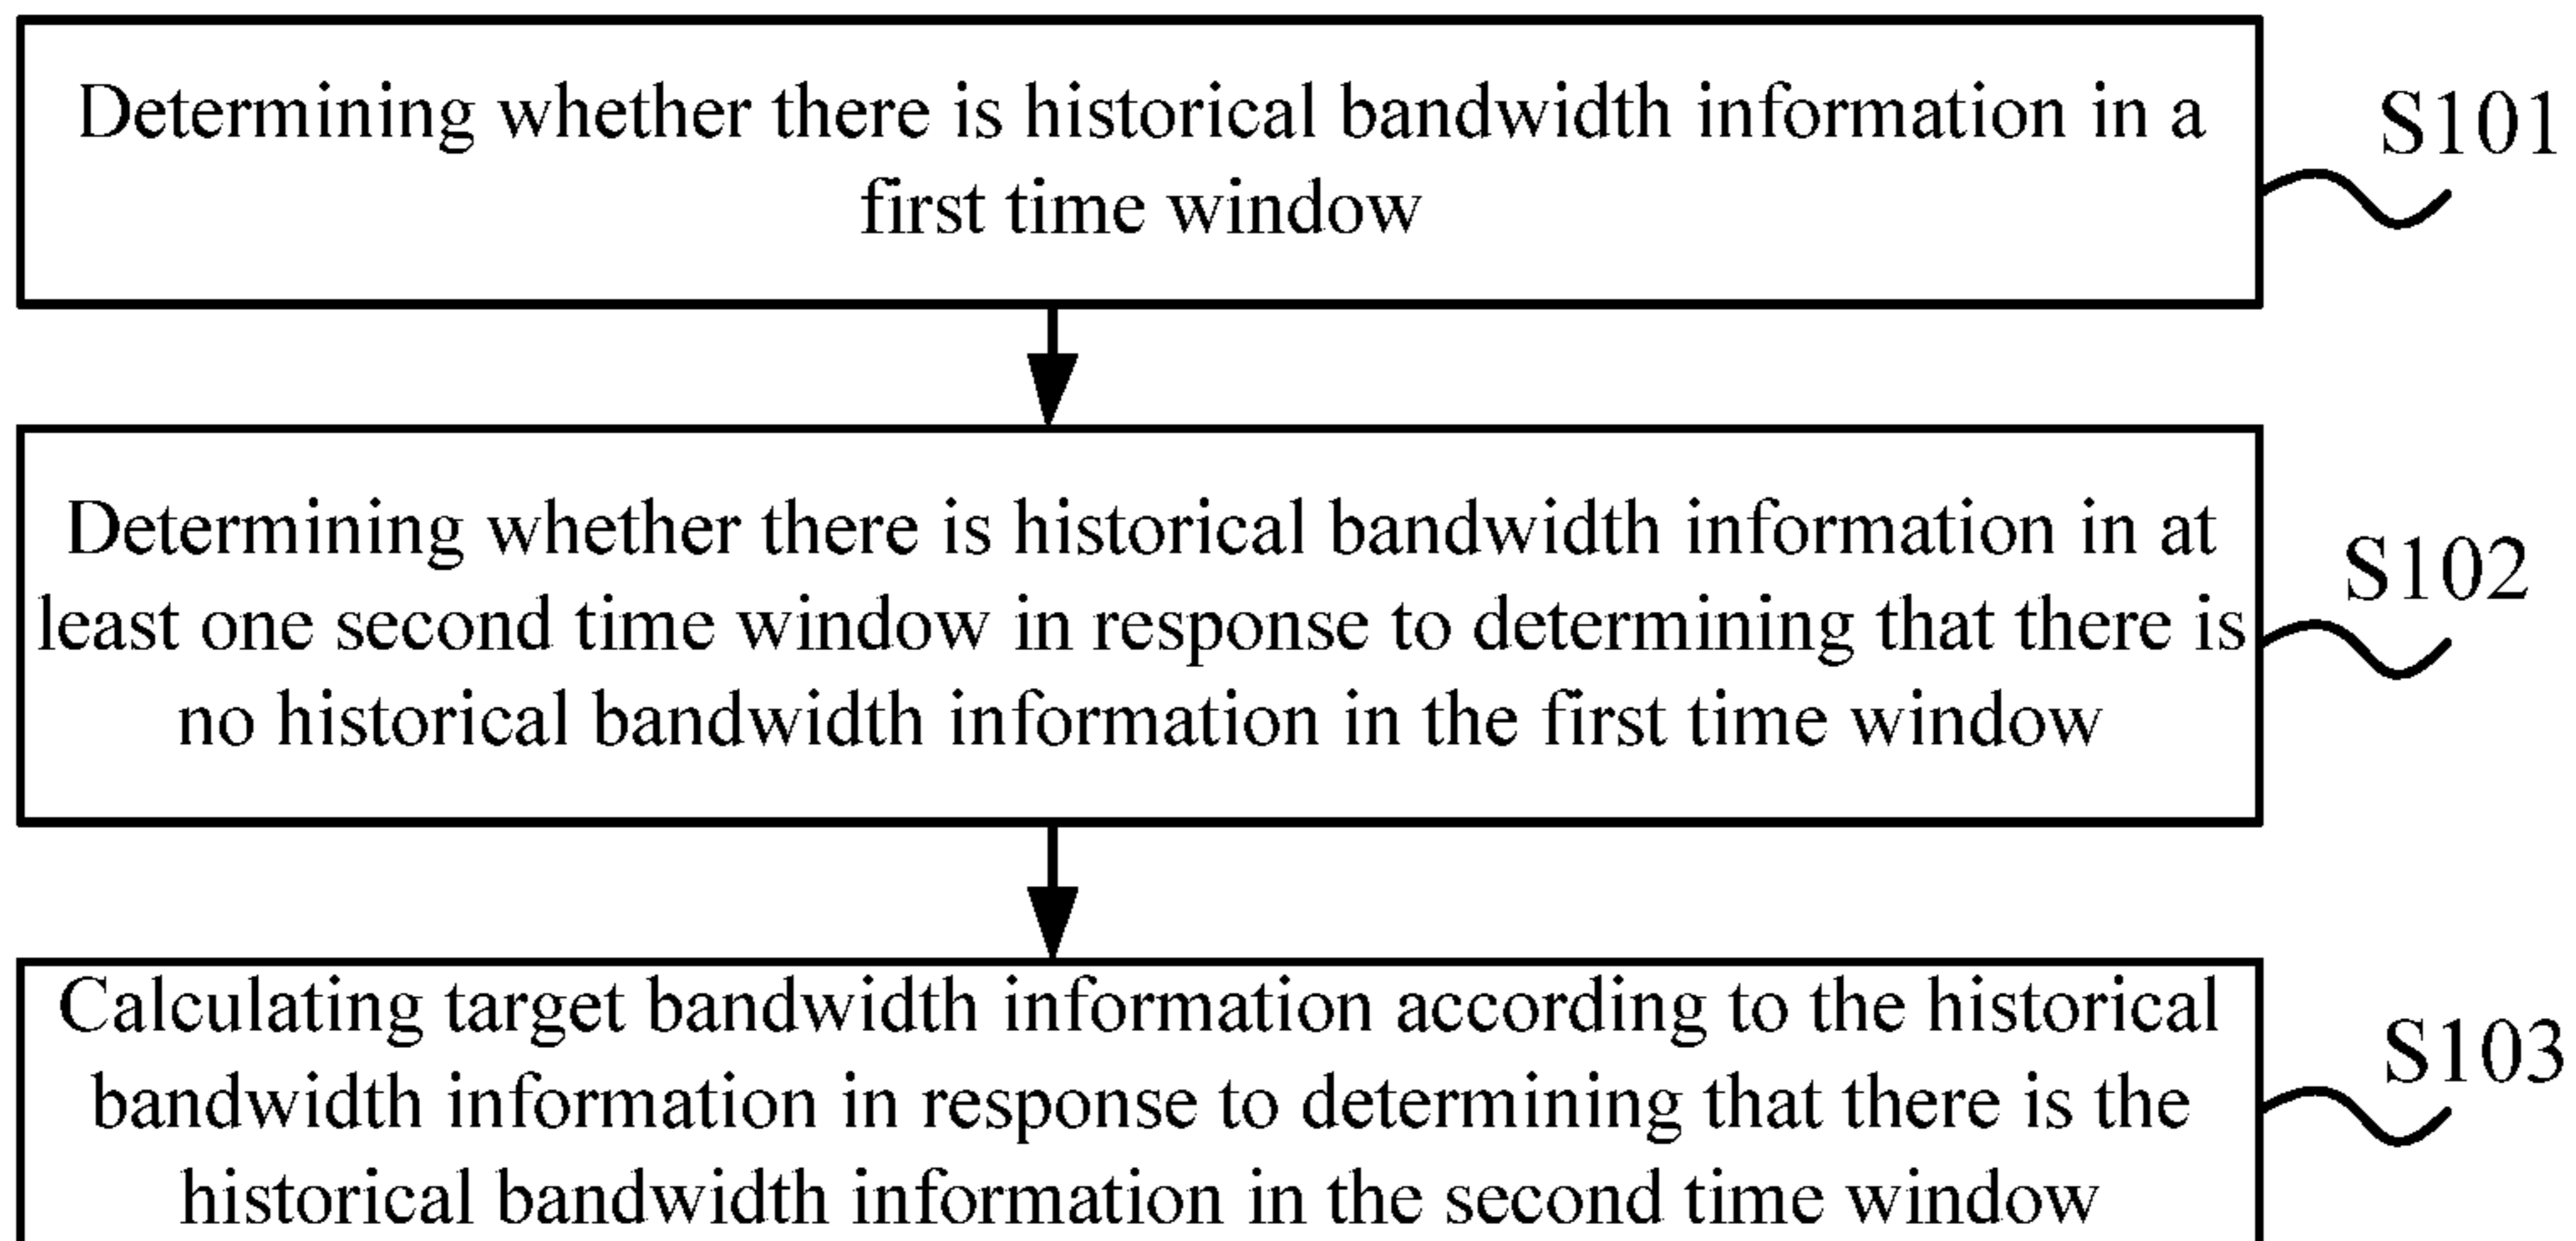 Determining whether there is historical bandwidth information in a
first time window
S101
Determining whether there is historical bandwidth information in at
least one second time window in response to determining that there is
no historical bandwidth information in the first time window
S102
Calculating target bandwidth information according to the historical
bandwidth information in response to determining that there is the
historical bandwidth information in the second time window
S103